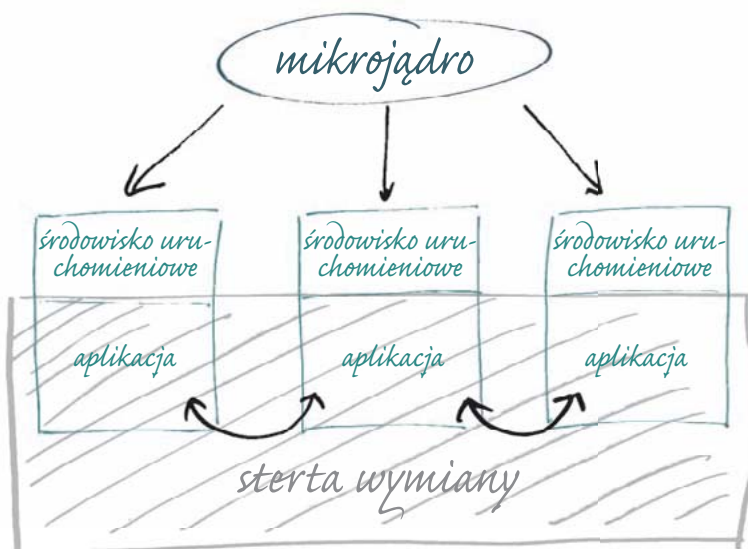 mikrojądro
środowisko uru-
chomieniowe
środowisko uru-
chomieniowe
środowisko uru-
chomieniowe
aplikacja
aplikacja
aplikacja
sterta wymiany